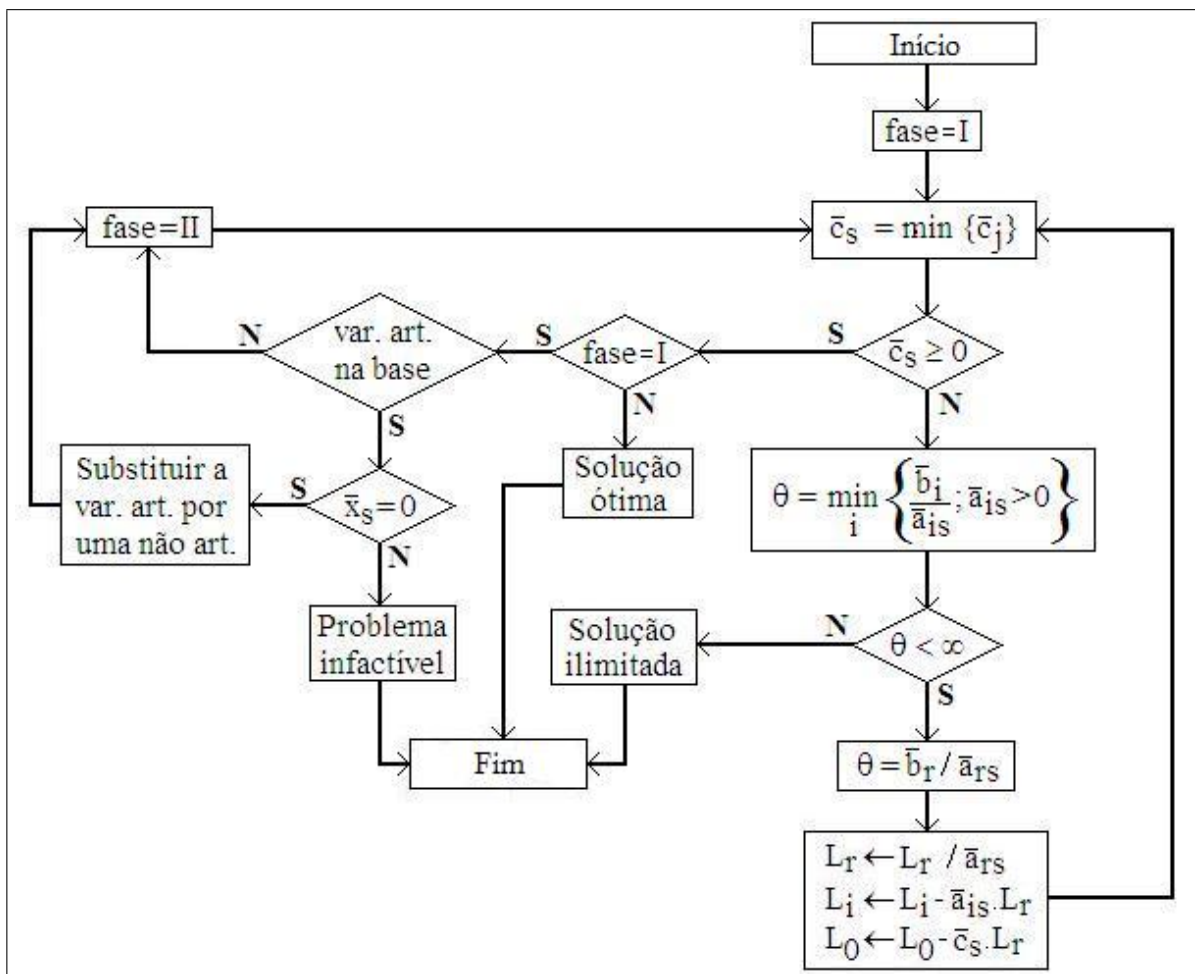 Início
fase=I
fase=II
c̄s = min {c̄j}
N
var. art.
na base
S
fase=I
S
c̄s ≥ 0
S
N
N
Substituir a
var. art. por
uma não art.
S
x̄s=0
N
Solução
ótima
θ = min { b̄i / āis ; āis >0 }
i
Problema
infactível
Solução
ilimitada
N
θ < ∞
S
Fim
θ = b̄r / ārs
Lr ← Lr / ārs
Li ← Li - āis.Lr
L0 ← L0 - c̄s.Lr